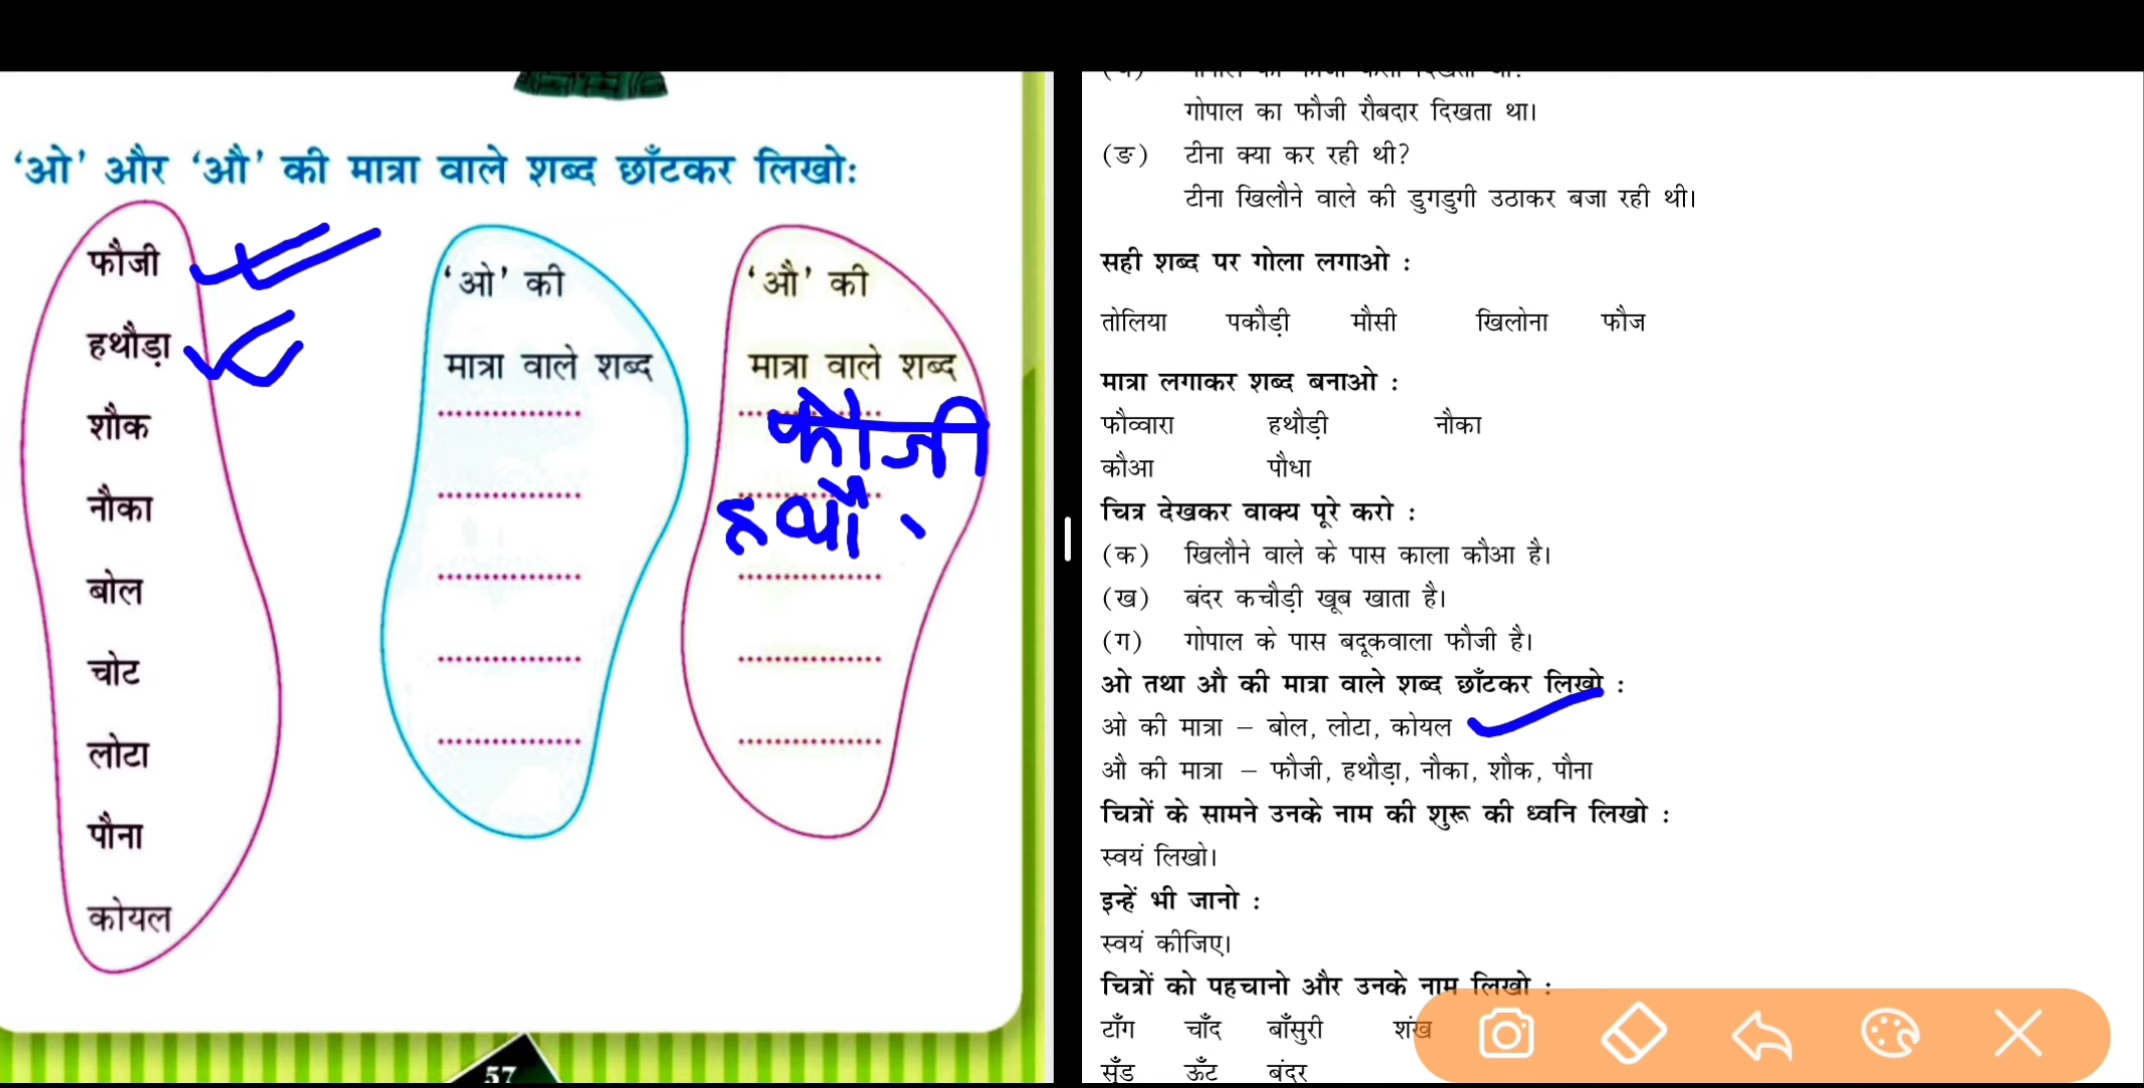 ‘ओ’ और ‘औ’ की मात्रा वाले शब्द छाँटकर लिखोः
फौजी
हथौड़ा
शौक
नौका
बोल
चोट
लोटा
पौना
कोयल
‘ओ’ की
मात्रा वाले शब्द
‘औ’ की
मात्रा वाले शब्द
फौजी
हथौ
57
गोपाल का फौजी रौबदार दिखता था।
(ङ) टीना क्या कर रही थी?
टीना खिलौने वाले की डुगडुगी उठाकर बजा रही थी।
सही शब्द पर गोला लगाओ :
तोलिया पकौड़ी मौसी खिलोना फौज
मात्रा लगाकर शब्द बनाओ :
फौव्वारा हथौड़ी नौका
कौआ पौधा
चित्र देखकर वाक्य पूरे करो :
(क) खिलौने वाले के पास काला कौआ है।
(ख) बंदर कचौड़ी खूब खाता है।
(ग) गोपाल के पास बदूकवाला फौजी है।
ओ तथा औ की मात्रा वाले शब्द छाँटकर लिखो :
ओ की मात्रा – बोल, लोटा, कोयल
औ की मात्रा – फौजी, हथौड़ा, नौका, शौक, पौना
चित्रों के सामने उनके नाम की शुरू की ध्वनि लिखो :
स्वयं लिखो।
इन्हें भी जानो :
स्वयं कीजिए।
चित्रों को पहचानो और उनके नाम लिखो :
टाँग चाँद बाँसुरी शंख
सूँड ऊँट बंदर